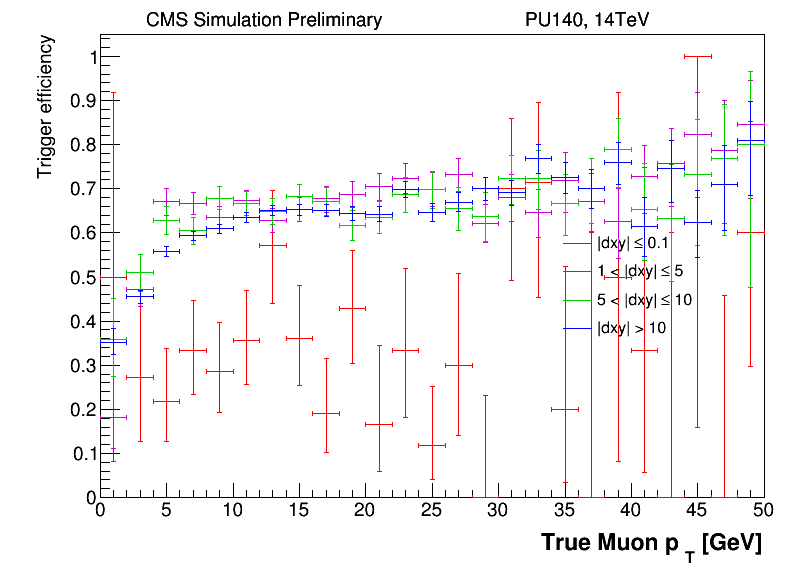 CMS Simulation Preliminary PU140, 14TeV
Trigger efficiency
1
0.9
0.8
0.7
0.6
0.5
0.4
0.3
0.2
0.1
0
|dxy| ≤ 0.1
1 < |dxy| ≤ 5
5 < |dxy| ≤ 10
|dxy| > 10
0 5 10 15 20 25 30 35 40 45 50
True Muon p_T [GeV]